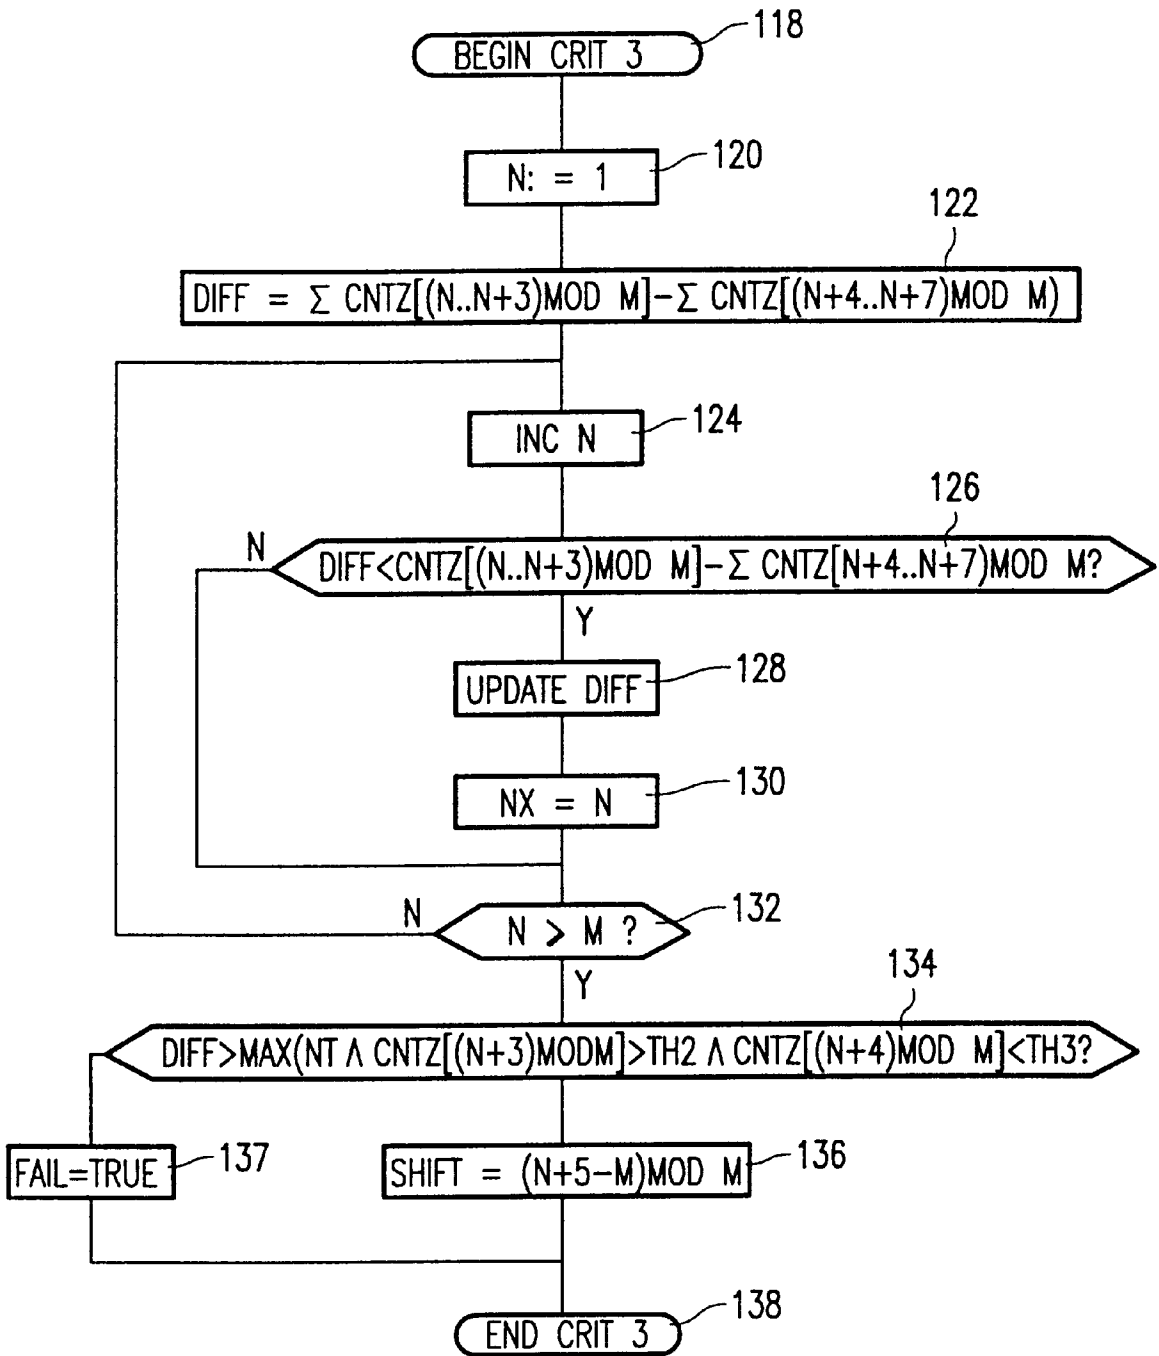 118
BEGIN CRIT 3
120
N: = 1
122
DIFF = Σ CNTZ[(N..N+3)MOD M]-Σ CNTZ[(N+4..N+7)MOD M)
124
INC N
126
N
DIFF<CNTZ[(N..N+3)MOD M]-Σ CNTZ[N+4..N+7)MOD M?
Y
128
UPDATE DIFF
130
NX = N
132
N
N > M ?
Y
134
DIFF>MAX(NT Λ CNTZ[(N+3)MODM]>TH2 Λ CNTZ[(N+4)MOD M]<TH3?
137
FAIL=TRUE
136
SHIFT = (N+5-M)MOD M
138
END CRIT 3